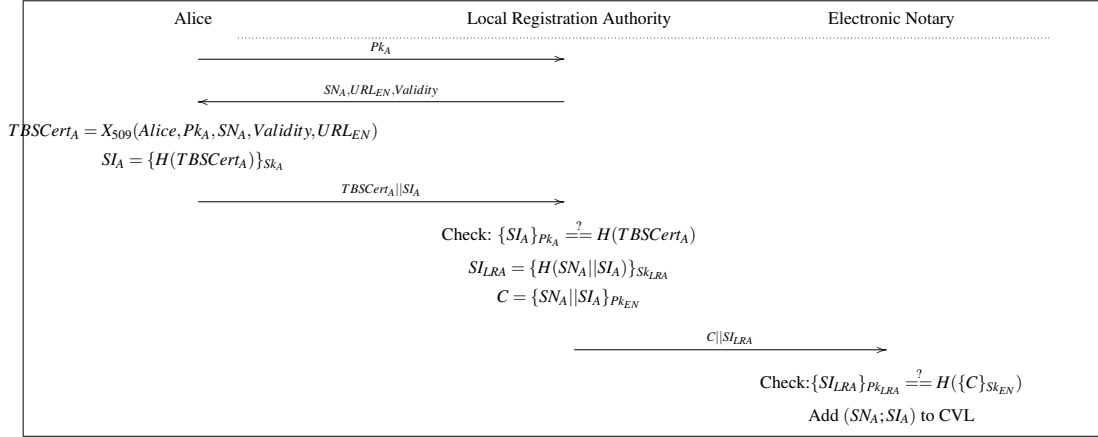 Alice Local Registration Authority Electronic Notary
Pk_A
SN_A,URL_EN,Validity
TBSCert_A = X_509(Alice,Pk_A,SN_A,Validity,URL_EN)
SI_A = {H(TBSCert_A)}_Sk_A
TBSCert_A||SI_A
Check: {SI_A}_Pk_A ==? H(TBSCert_A)
SI_LRA = {H(SN_A||SI_A)}_Sk_LRA
C = {SN_A||SI_A}_Pk_EN
C||SI_LRA
Check:{SI_LRA}_Pk_LRA ==? H({C}_Sk_EN)
Add (SN_A;SI_A) to CVL